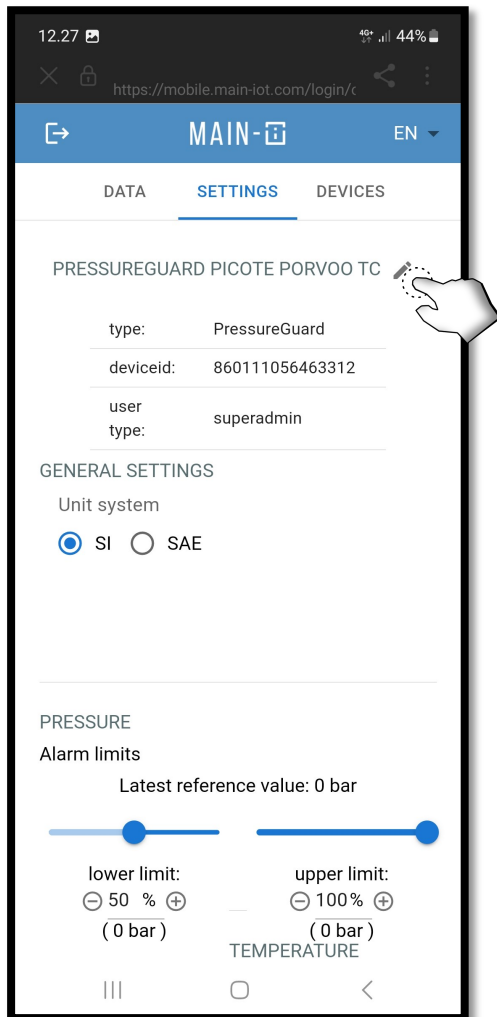 12.27 4G+ 44%
https://mobile.main-iot.com/login/c
MAIN-iii EN
DATA SETTINGS DEVICES
PRESSUREGUARD PICOTE PORVOO TC
type: PressureGuard
deviceid: 860111056463312
user
type: superadmin
GENERAL SETTINGS
Unit system
SI SAE
PRESSURE
Alarm limits
Latest reference value: 0 bar
lower limit: upper limit:
50 % 100%
( 0 bar ) ( 0 bar )
TEMPERATURE